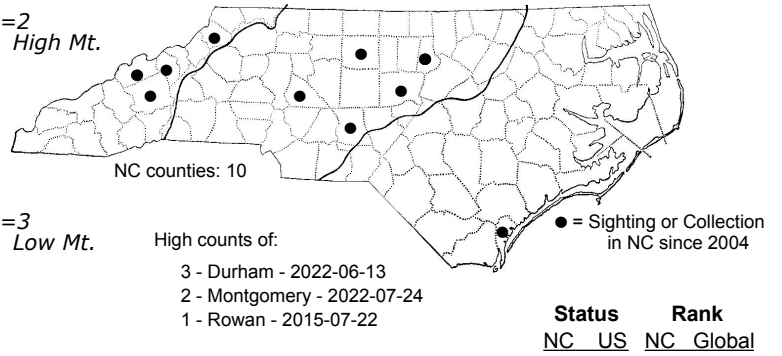 =2
High Mt.
NC counties: 10
=3
Low Mt.
High counts of:
3 - Durham - 2022-06-13
2 - Montgomery - 2022-07-24
1 - Rowan - 2015-07-22
● = Sighting or Collection
in NC since 2004
Status Rank
NC US NC Global